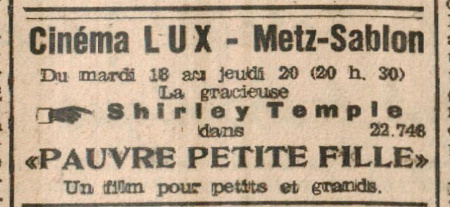 Cinéma LUX - Metz-Sablon
Du mardi 18 au jeudi 20 (20 h. 30)
La gracieuse
Shirley Temple
dans 22.748
«PAUVRE PETITE FILLE»
Un film pour petits et grands.